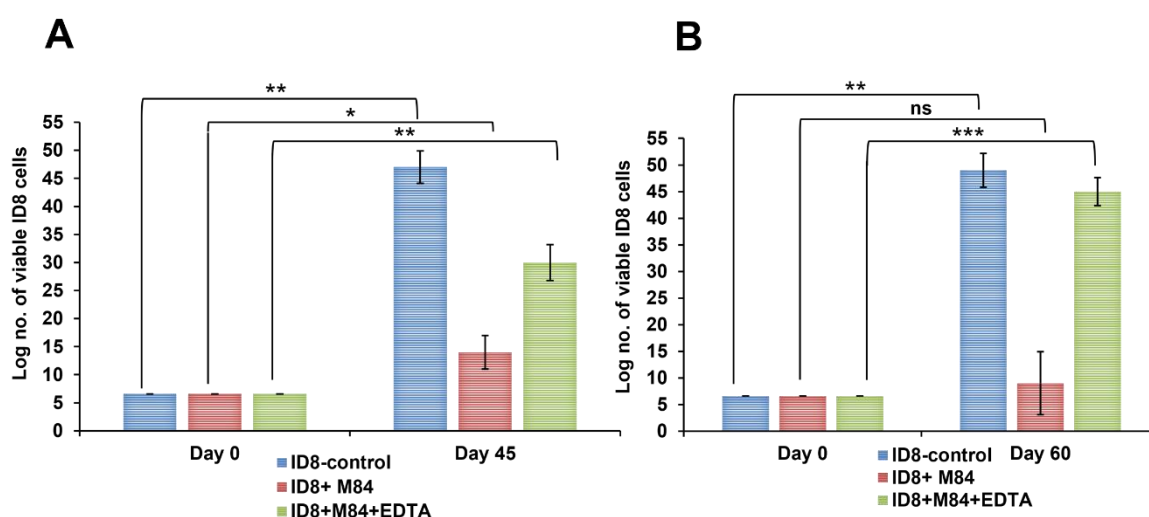 A
**
*
**
Log no. of viable ID8 cells
55
50
45
40
35
30
25
20
15
10
5
0
Day 0
Day 45
ID8-control
ID8+ M84
ID8+M84+EDTA
B
**
ns
***
Log no. of viable ID8 cells
55
50
45
40
35
30
25
20
15
10
5
0
Day 0
Day 60
ID8-control
ID8+ M84
ID8+M84+EDTA